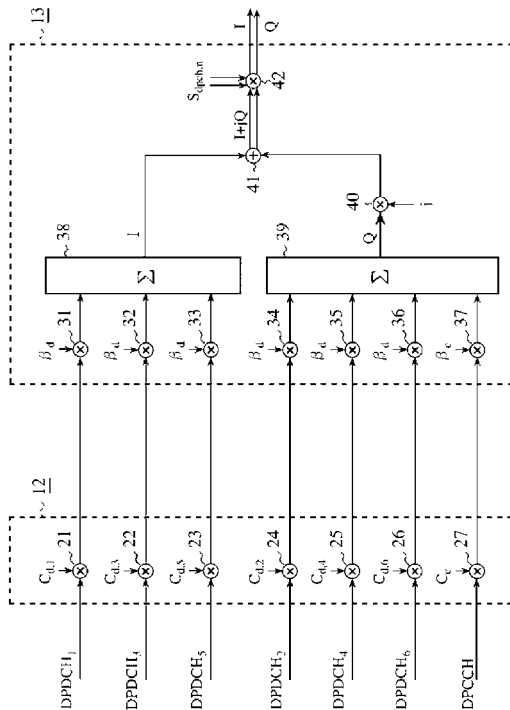 13
I
Q
S_dpch,n
42
I+jQ
41
40
j
I
Q
38
39
Σ
Σ
β_d 31
β_d 32
β_d 33
β_d 34
β_d 35
β_d 36
β_c 37
12
C_d,1 21
C_d,3 22
C_d,5 23
C_d,2 24
C_d,4 25
C_d,6 26
C_c 27
DPDCH_1
DPDCH_3
DPDCH_5
DPDCH_2
DPDCH_4
DPDCH_6
DPCCH